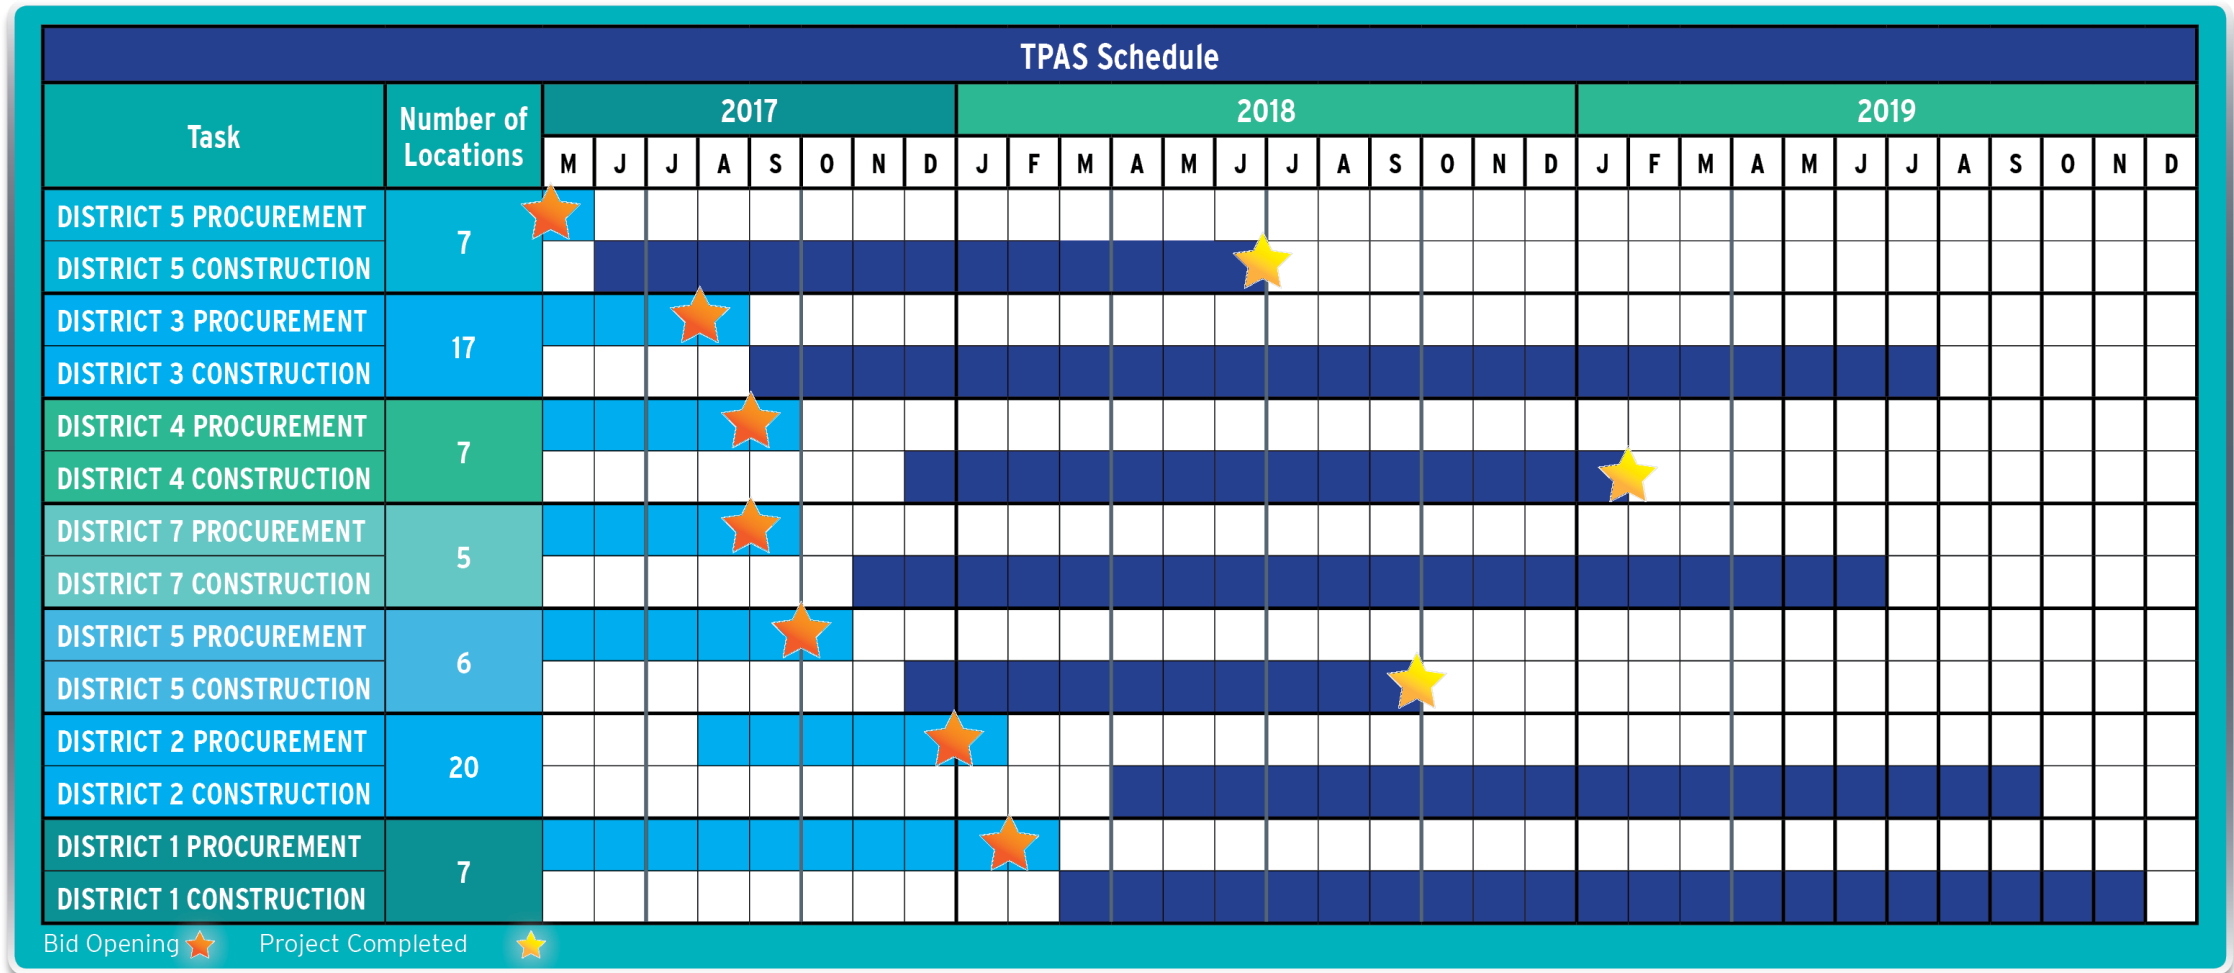 TPAS Schedule
Task
Number of
Locations
2017
2018
2019
M J J A S O N D J F M A M J J A S O N D J F M A M J J A S O N D
DISTRICT 5 PROCUREMENT
7
DISTRICT 5 CONSTRUCTION
DISTRICT 3 PROCUREMENT
17
DISTRICT 3 CONSTRUCTION
DISTRICT 4 PROCUREMENT
7
DISTRICT 4 CONSTRUCTION
DISTRICT 7 PROCUREMENT
5
DISTRICT 7 CONSTRUCTION
DISTRICT 5 PROCUREMENT
6
DISTRICT 5 CONSTRUCTION
DISTRICT 2 PROCUREMENT
20
DISTRICT 2 CONSTRUCTION
DISTRICT 1 PROCUREMENT
7
DISTRICT 1 CONSTRUCTION
Bid Opening
Project Completed